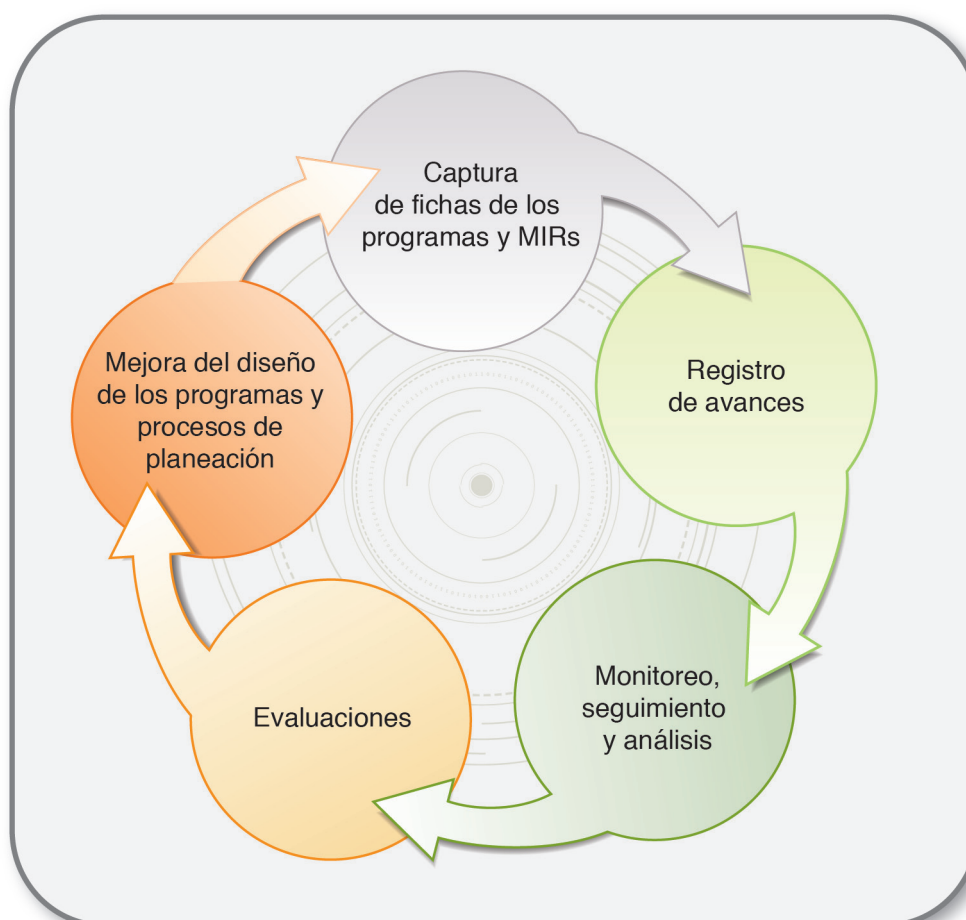 Captura
de fichas de los
programas y MIRs
Registro
de avances
Monitoreo,
seguimiento
y análisis
Evaluaciones
Mejora del diseño
de los programas y
procesos de
planeación